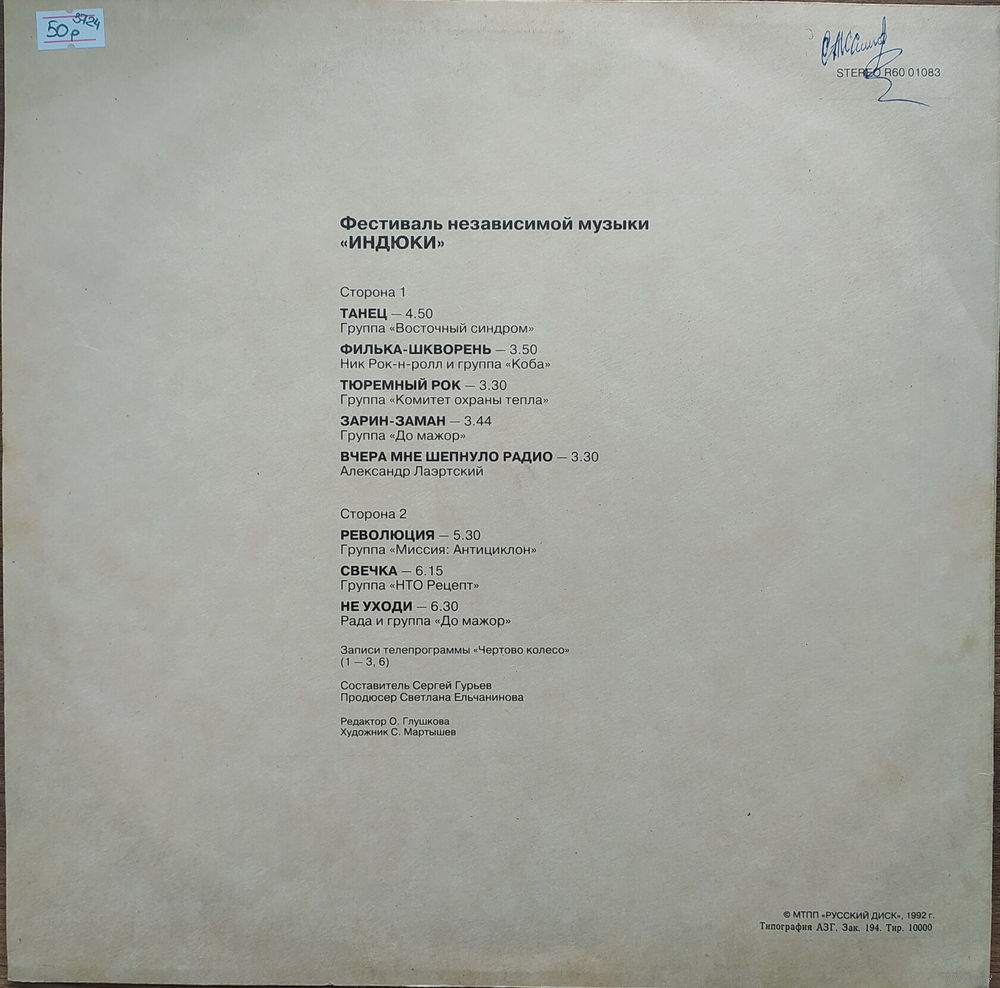 50р
3724
STEREO R60 01083
Фестиваль независимой музыки
«ИНДЮКИ»
Сторона 1
ТАНЕЦ — 4.50
Группа «Восточный синдром»
ФИЛЬКА-ШКВОРЕНЬ — 3.50
Ник Рок-н-ролл и группа «Коба»
ТЮРЕМНЫЙ РОК — 3.30
Группа «Комитет охраны тепла»
ЗАРИН-ЗАМАН — 3.44
Группа «До мажор»
ВЧЕРА МНЕ ШЕПНУЛО РАДИО — 3.30
Александр Лаэртский
Сторона 2
РЕВОЛЮЦИЯ — 5.30
Группа «Миссия: Антициклон»
СВЕЧКА — 6.15
Группа «НТО Рецепт»
НЕ УХОДИ — 6.30
Рада и группа «До мажор»
Записи телепрограммы «Чертово колесо»
(1 — 3, 6)
Составитель Сергей Гурьев
Продюсер Светлана Ельчанинова
Редактор О. Глушкова
Художник С. Мартышев
© МТПП «РУССКИЙ ДИСК», 1992 г.
Типография АЗГ. Зак. 194. Тир. 10000